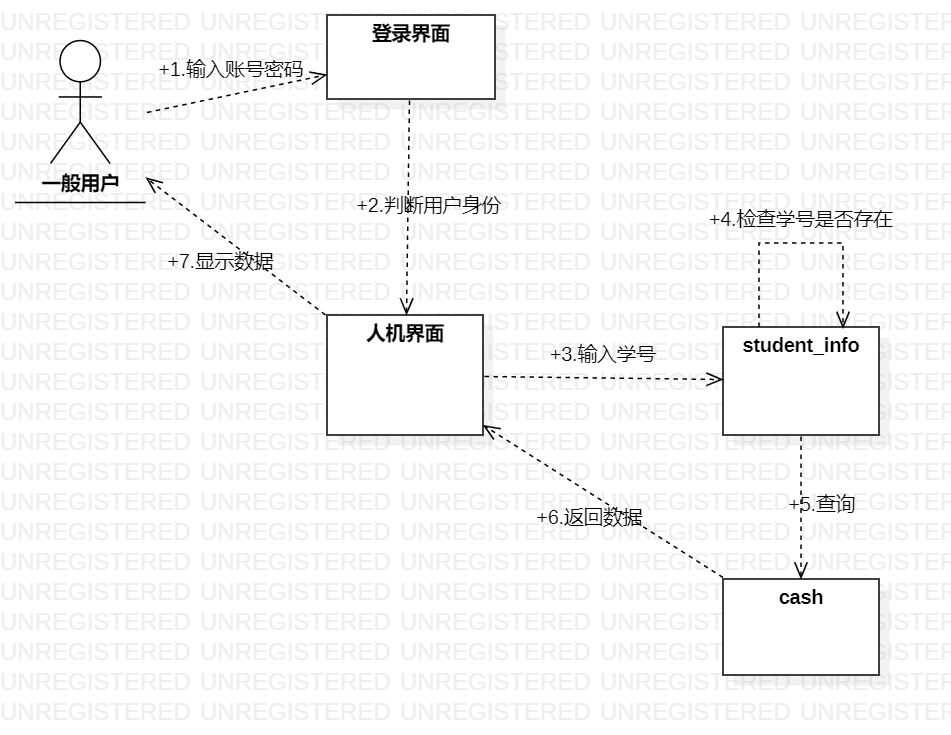 登录界面
+1.输入账号密码
一般用户
+2.判断用户身份
+4.检查学号是否存在
+7.显示数据
人机界面
student_info
+3.输入学号
+5.查询
+6.返回数据
cash
UNREGISTERED